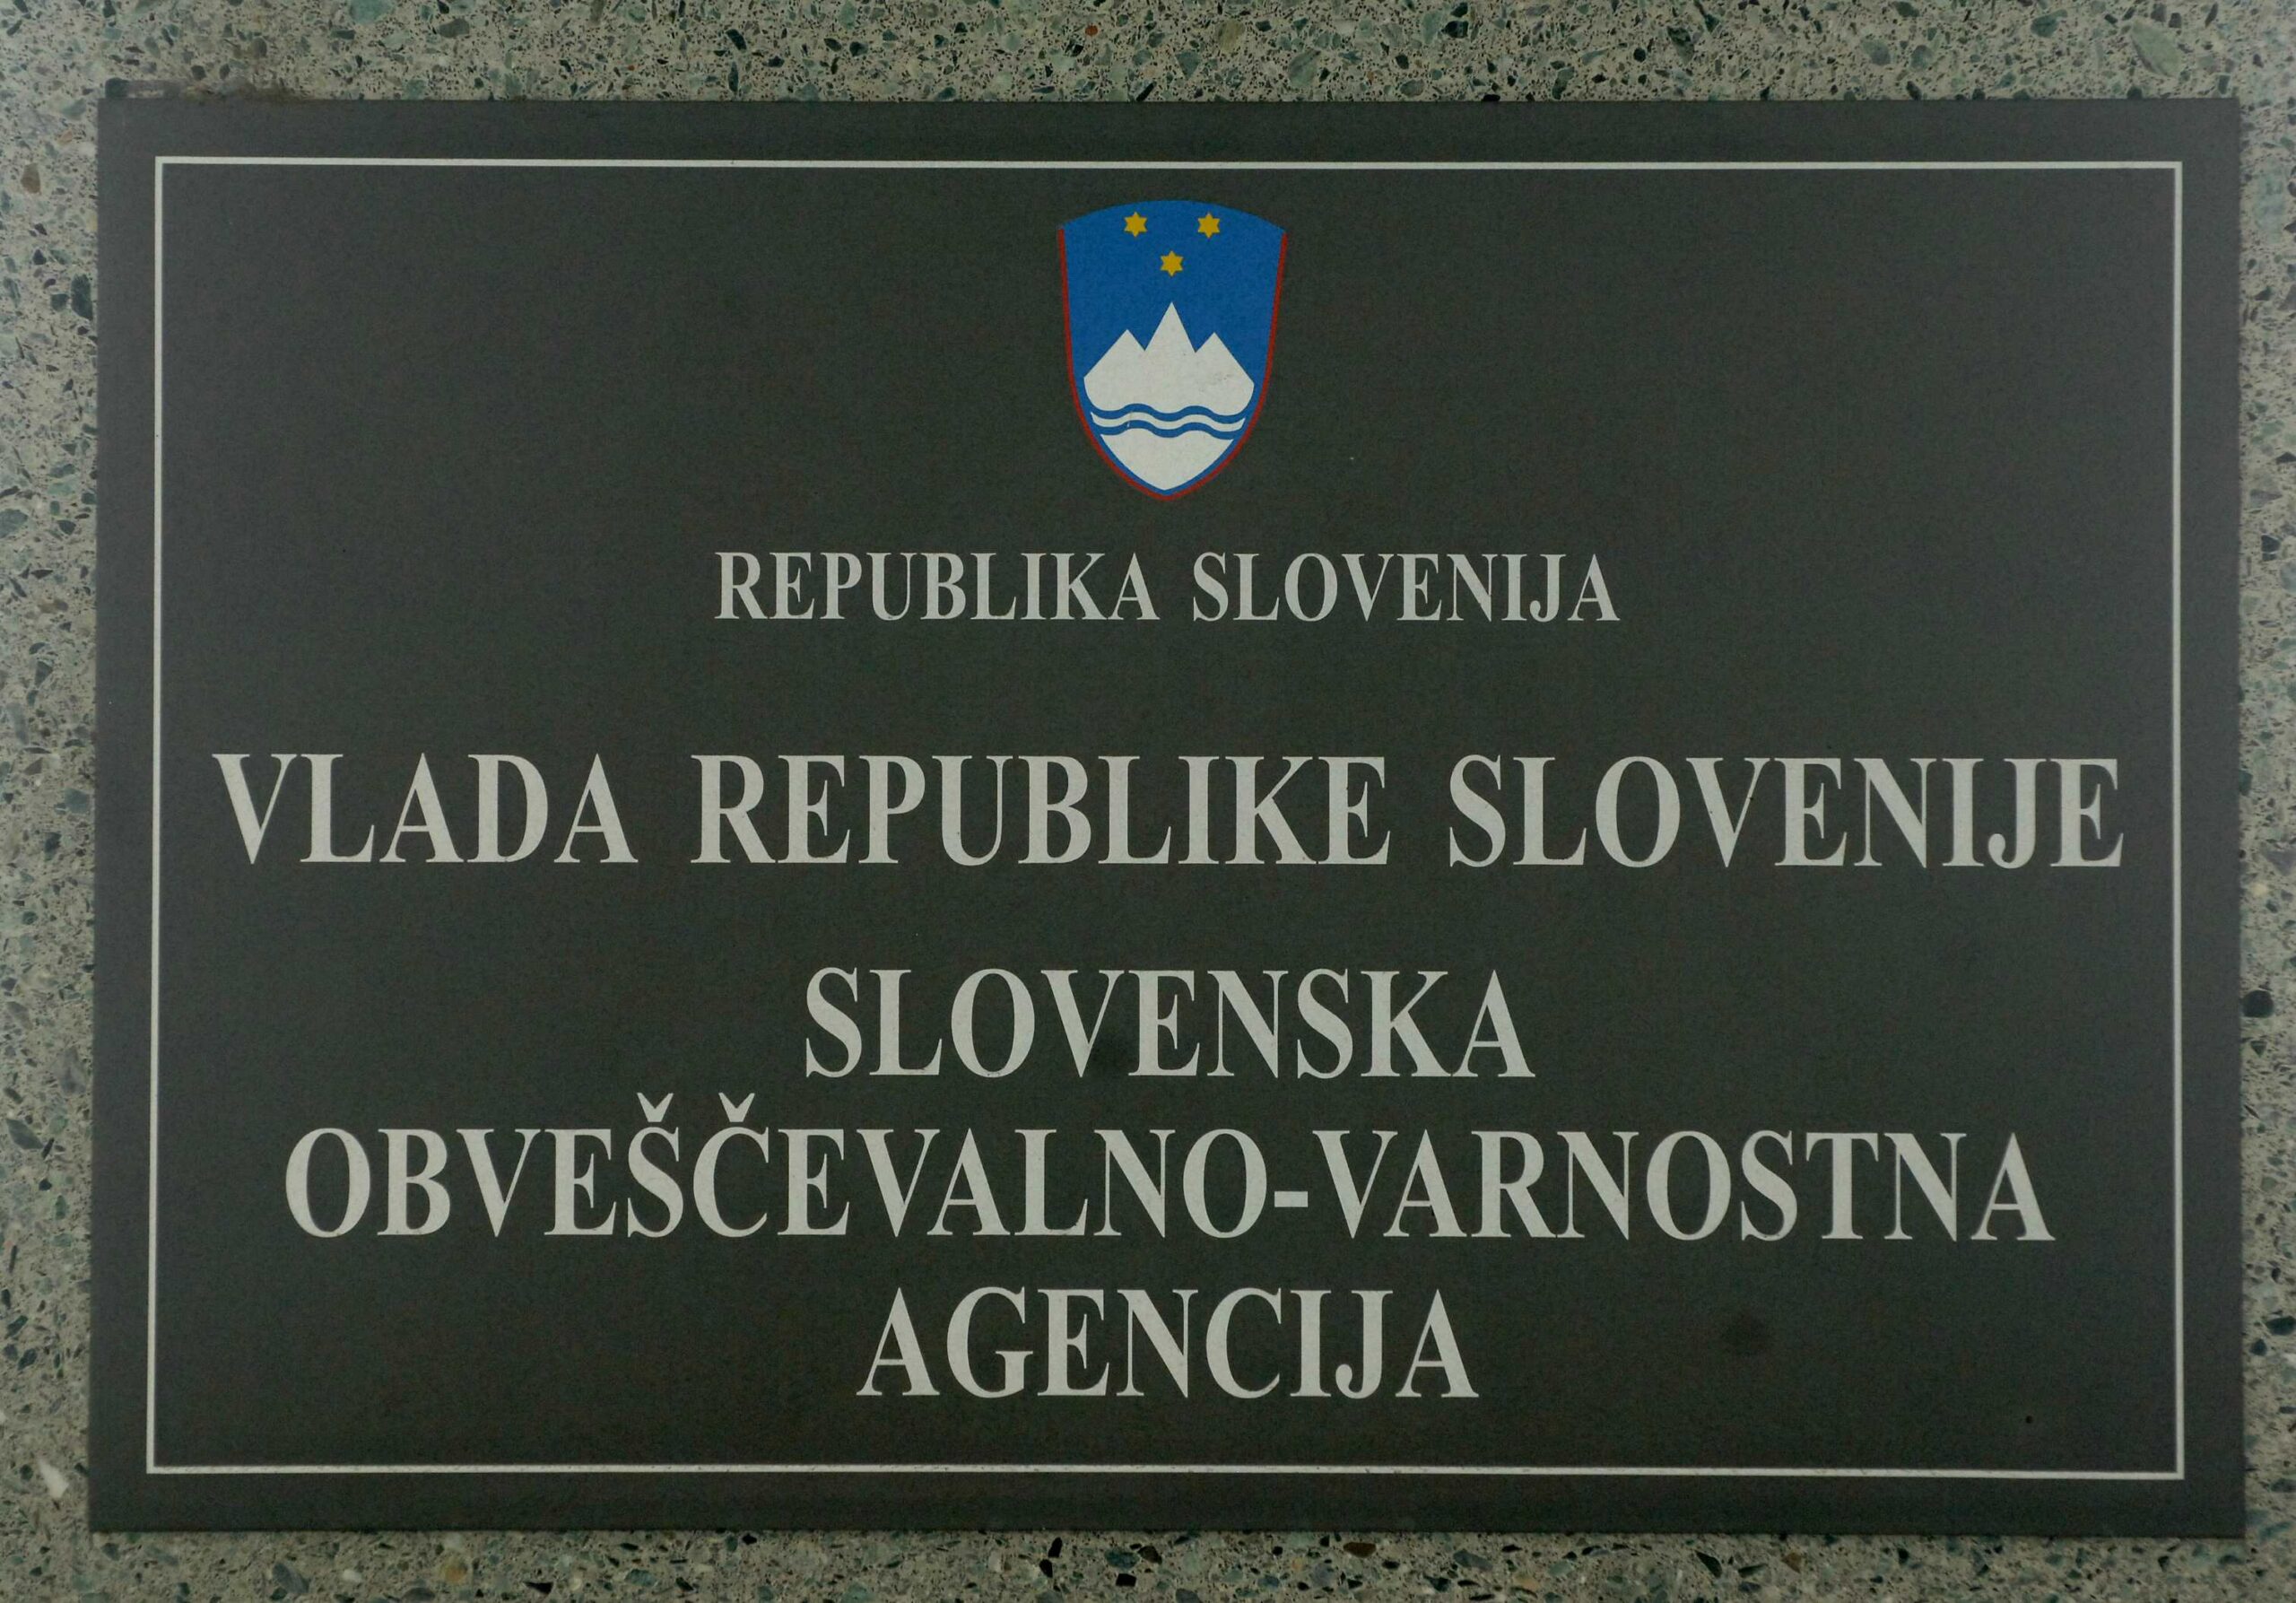 REPUBLIKA SLOVENIJA
VLADA REPUBLIKE SLOVENIJE
SLOVENSKA
OBVEŠČEVALNO-VARNOSTNA
AGENCIJA